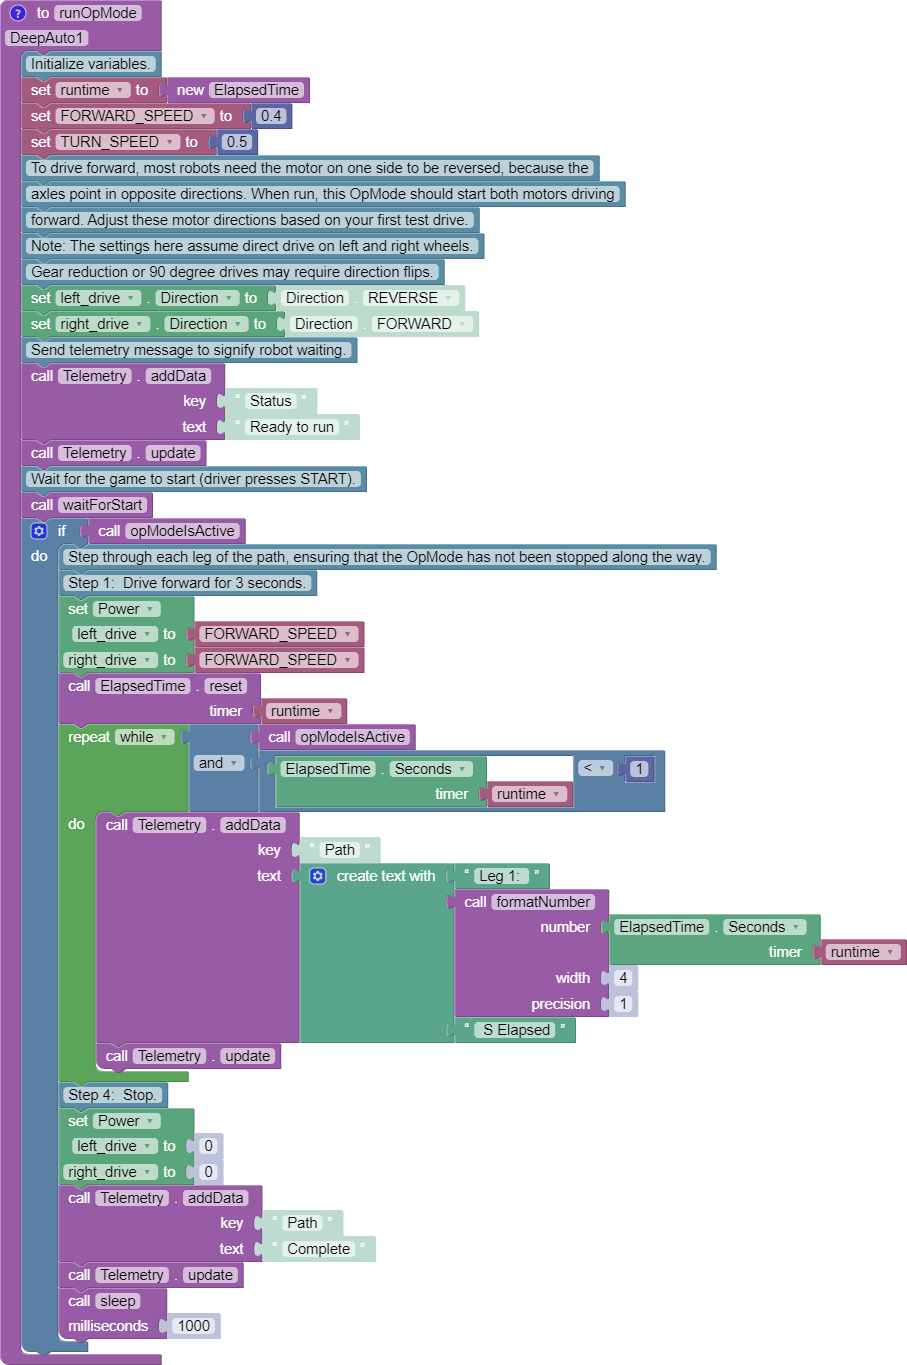 ? to runOpMode
DeepAuto1
Initialize variables.
set runtime to new ElapsedTime
set FORWARD_SPEED to 0.4
set TURN_SPEED to 0.5
To drive forward, most robots need the motor on one side to be reversed, because the
axles point in opposite directions. When run, this OpMode should start both motors driving
forward. Adjust these motor directions based on your first test drive.
Note: The settings here assume direct drive on left and right wheels.
Gear reduction or 90 degree drives may require direction flips.
set left_drive . Direction to Direction . REVERSE
set right_drive . Direction to Direction . FORWARD
Send telemetry message to signify robot waiting.
call Telemetry . addData
key “ Status ”
text “ Ready to run ”
call Telemetry . update
Wait for the game to start (driver presses START).
call waitForStart
if call opModeIsActive
do Step through each leg of the path, ensuring that the OpMode has not been stopped along the way.
Step 1:  Drive forward for 3 seconds.
set Power
left_drive to FORWARD_SPEED
right_drive to FORWARD_SPEED
call ElapsedTime . reset
timer runtime
repeat while call opModeIsActive
and ElapsedTime . Seconds < 1
timer runtime
do call Telemetry . addData
key “ Path ”
text create text with “ Leg 1: ”
call formatNumber
number ElapsedTime . Seconds
timer runtime
width 4
precision 1
“ S Elapsed ”
call Telemetry . update
Step 4:  Stop.
set Power
left_drive to 0
right_drive to 0
call Telemetry . addData
key “ Path ”
text “ Complete ”
call Telemetry . update
call sleep
milliseconds 1000